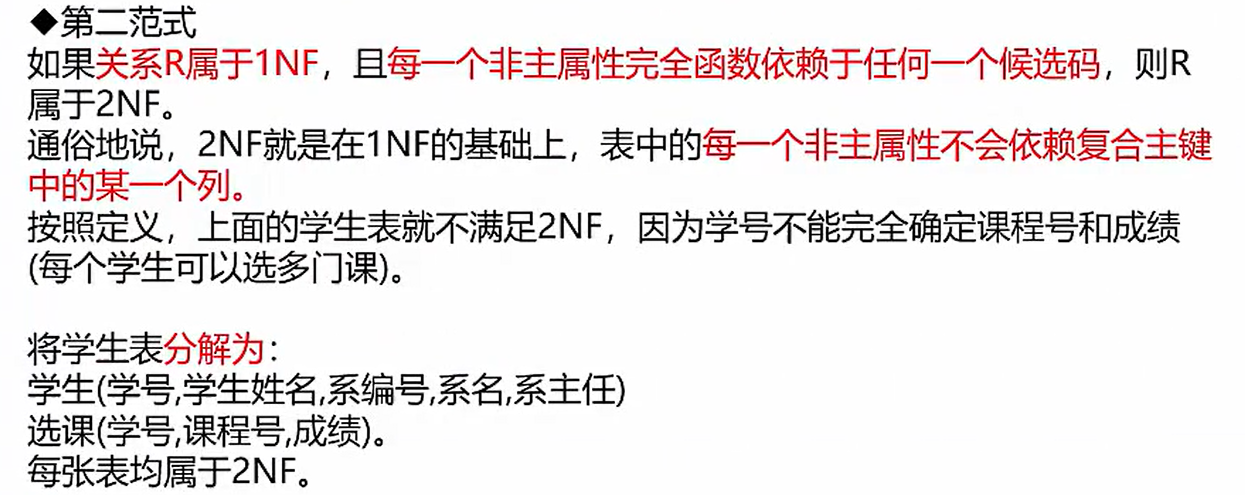 ◆第二范式
如果关系R属于1NF，且每一个非主属性完全函数依赖于任何一个候选码，则R
属于2NF。
通俗地说，2NF就是在1NF的基础上，表中的每一个非主属性不会依赖复合主键
中的某一个列。
按照定义，上面的学生表就不满足2NF，因为学号不能完全确定课程号和成绩
(每个学生可以选多门课)。
将学生表分解为：
学生(学号,学生姓名,系编号,系名,系主任)
选课(学号,课程号,成绩)。
每张表均属于2NF。